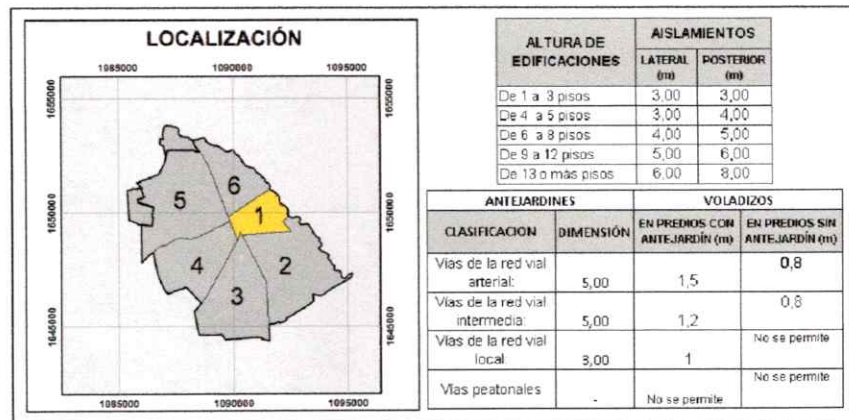 LOCALIZACIÓN
1085000 1090000 1095000
1655000 1655000
1650000 1650000
1645000 1645000
5
6
1
4
2
3
1085000 1090000 1095000
ALTURA DE EDIFICACIONES AISLAMIENTOS
LATERAL (m) POSTERIOR (m)
De 1 a 3 pisos 3,00 3,00
De 4 a 5 pisos 3,00 4,00
De 6 a 8 pisos 4,00 5,00
De 9 a 12 pisos 5,00 6,00
De 13 o más pisos 6,00 8,00
ANTEJARDINES VOLADIZOS
CLASIFICACION DIMENSIÓN EN PREDIOS CON ANTEJARDÍN (m) EN PREDIOS SIN ANTEJARDÍN (m)
Vías de la red vial arterial: 5,00 1,5 0,8
Vías de la red vial intermedia: 5,00 1,2 0,8
Vías de la red vial local: 3,00 1 No se permite
Vías peatonales - No se permite No se permite